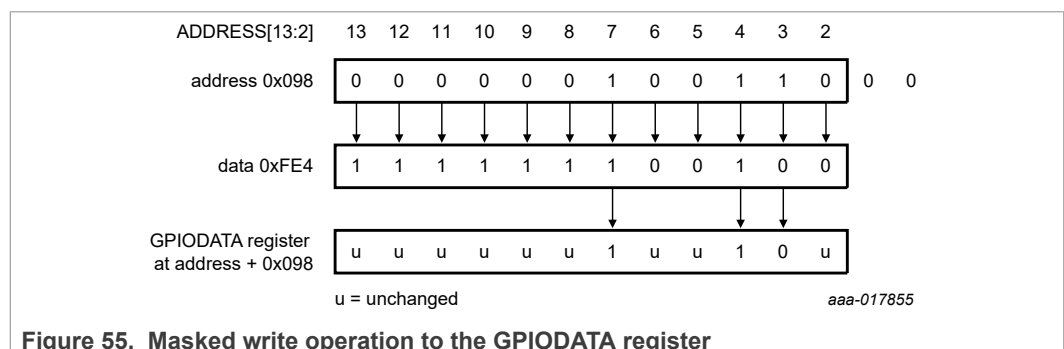 ADDRESS[13:2] 13 12 11 10 9 8 7 6 5 4 3 2
address 0x098 0 0 0 0 0 0 1 0 0 1 1 0 0 0
data 0xFE4 1 1 1 1 1 1 1 0 0 1 0 0
GPIODATA register
at address + 0x098 u u u u u u 1 u u 1 0 u
u = unchanged aaa-017855
Figure 55. Masked write operation to the GPIODATA register